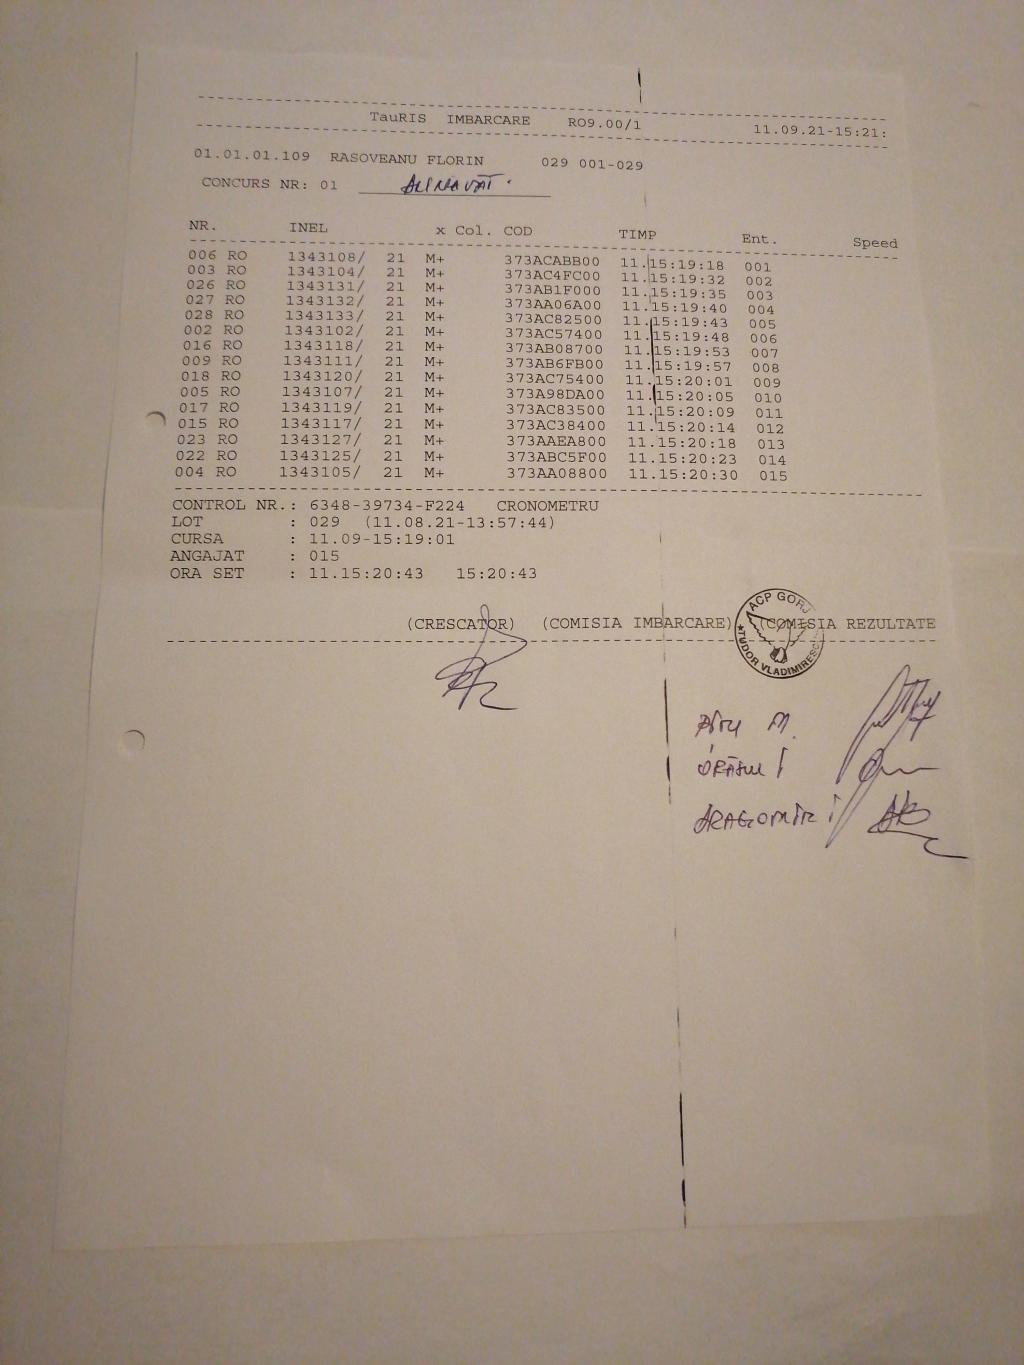 TauRIS IMBARCARE RO9.00/1 11.09.21-15:21:
01.01.01.109 RASOVEANU FLORIN 029 001-029
CONCURS NR: 01
NR. INEL x Col. COD TIMP Ent. Speed
006 RO 1343108/ 21 M+ 373ACABB00 11.15:19:18 001
003 RO 1343104/ 21 M+ 373AC4FC00 11.15:19:32 002
026 RO 1343131/ 21 M+ 373AB1F000 11.15:19:35 003
027 RO 1343132/ 21 M+ 373AA06A00 11.15:19:40 004
028 RO 1343133/ 21 M+ 373AC82500 11.15:19:43 005
002 RO 1343102/ 21 M+ 373AC57400 11.15:19:48 006
016 RO 1343118/ 21 M+ 373AB08700 11.15:19:53 007
009 RO 1343111/ 21 M+ 373AB6FB00 11.15:19:57 008
018 RO 1343120/ 21 M+ 373AC75400 11.15:20:01 009
005 RO 1343107/ 21 M+ 373A98DA00 11.15:20:05 010
017 RO 1343119/ 21 M+ 373AC83500 11.15:20:09 011
015 RO 1343117/ 21 M+ 373AC38400 11.15:20:14 012
023 RO 1343127/ 21 M+ 373AAEA800 11.15:20:18 013
022 RO 1343125/ 21 M+ 373ABC5F00 11.15:20:23 014
004 RO 1343105/ 21 M+ 373AA08800 11.15:20:30 015
CONTROL NR.: 6348-39734-F224 CRONOMETRU
LOT : 029 (11.08.21-13:57:44)
CURSA : 11.09-15:19:01
ANGAJAT : 015
ORA SET : 11.15:20:43 15:20:43
(CRESCATOR) (COMISIA IMBARCARE) (COMISIA REZULTATE
ACP GORJ
TUDOR VLADIMIRESCU
DRAGOMIR I